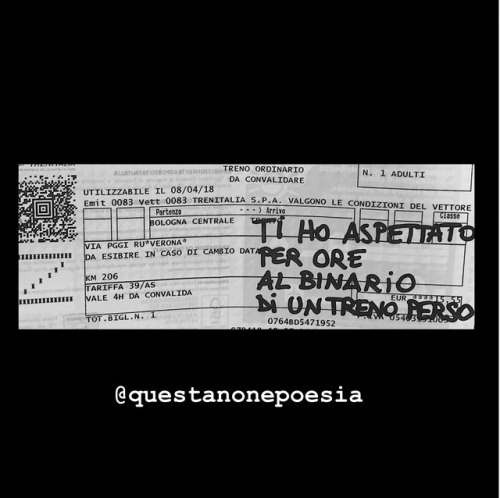 TRENO ORDINARIO
DA CONVALIDARE
N. 1 ADULTI
UTILIZZABILE IL 08/04/18
Emit 0083 Vett 0083 TRENITALIA S.P.A. VALGONO LE CONDIZIONI DEL VETTORE
Partenza ---) Arrivo Classe
BOLOGNA CENTRALE
VIA PGGI RU*VERONA*
DA ESIBIRE IN CASO DI CAMBIO DATA
KM 206
TARIFFA 39/AS
VALE 4H DA CONVALIDA
EUR
TOT.BIGL.N. 1
0764BD5471952
TI HO ASPETTATO
PER ORE
AL BINARIO
Di UN TRENO PERSO
@questanonepoesia